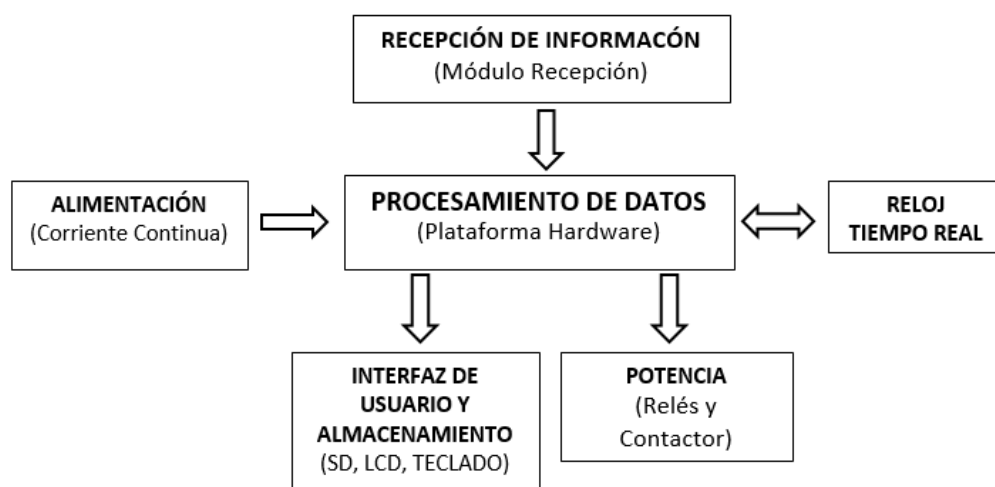 RECEPCIÓN DE INFORMACÓN
(Módulo Recepción)
ALIMENTACIÓN
(Corriente Continua)
PROCESAMIENTO DE DATOS
(Plataforma Hardware)
RELOJ
TIEMPO REAL
INTERFAZ DE
USUARIO Y
ALMACENAMIENTO
(SD, LCD, TECLADO)
POTENCIA
(Relés y
Contactor)